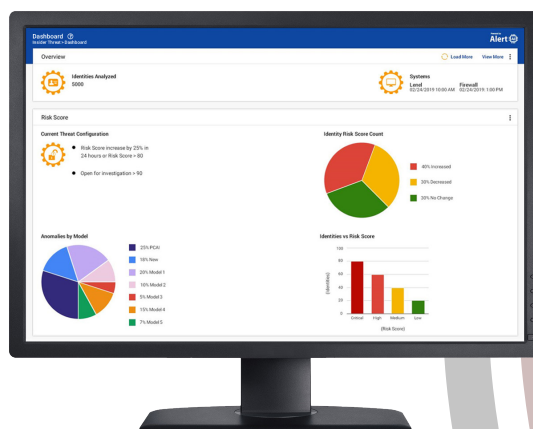 Dashboard
Insider Threat > Dashboard
Alert
Overview
Load More
View More
Identities Analyzed
5000
Systems
Lenel
02/24/2019 10:00 AM
Firewall
02/24/2019 1:00 PM
Risk Score
Current Threat Configuration
Risk Score increase by 25% in
24 hours or Risk Score > 80
Open for investigation > 90
Identity Risk Score Count
40% Increased
30% Decreased
30% No Change
Anomalies by Model
25% PCAI
16% New
20% Model 1
10% Model 2
5% Model 3
15% Model 4
7% Model 5
Identities vs Risk Score
100
80
60
40
20
0
(Identities)
Critical
High
Medium
Low
(Risk Score)